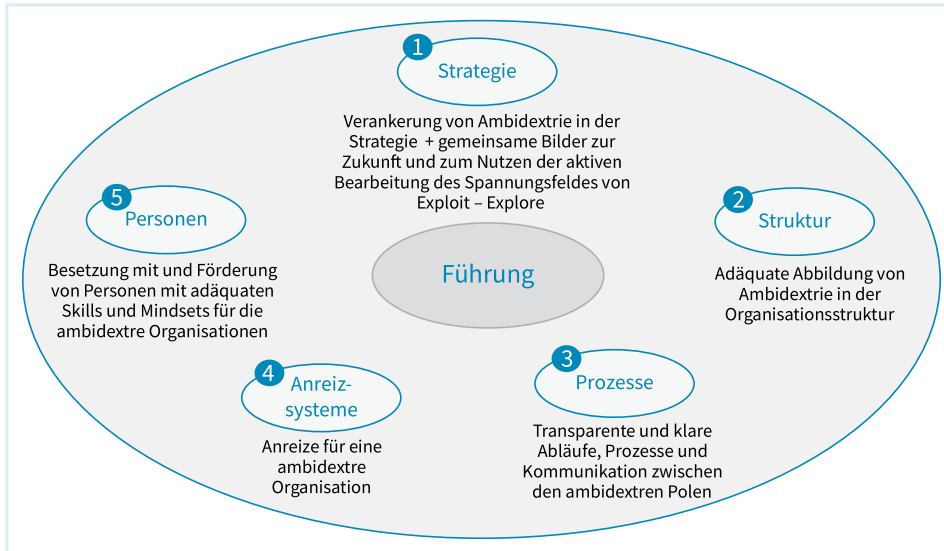 1
Strategie
Verankerung von Ambidextrie in der
Strategie + gemeinsame Bilder zur
Zukunft und zum Nutzen der aktiven
Bearbeitung des Spannungsfeldes von
Exploit – Explore
2
Struktur
Adäquate Abbildung von
Ambidextrie in der
Organisationsstruktur
3
Prozesse
Transparente und klare
Abläufe, Prozesse und
Kommunikation zwischen
den ambidextren Polen
4
Anreiz-
systeme
Anreize für eine
ambidextre
Organisation
5
Personen
Besetzung mit und Förderung
von Personen mit adäquaten
Skills und Mindsets für die
ambidextre Organisationen
Führung